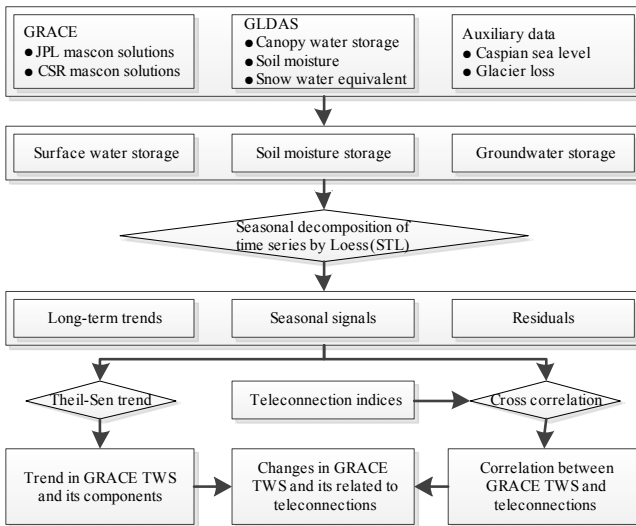 GRACE
● JPL mascon solutions
● CSR mascon solutions
GLDAS
● Canopy water storage
● Soil moisture
● Snow water equivalent
Auxiliary data
● Caspian sea level
● Glacier loss
Surface water storage
Soil moisture storage
Groundwater storage
Seasonal decomposition of
time series by Loess(STL)
Long-term trends
Seasonal signals
Residuals
Theil-Sen trend
Teleconnection indices
Cross correlation
Trend in GRACE TWS
and its components
Changes in GRACE
TWS and its related to
teleconnections
Correlation between
GRACE TWS and
teleconnections